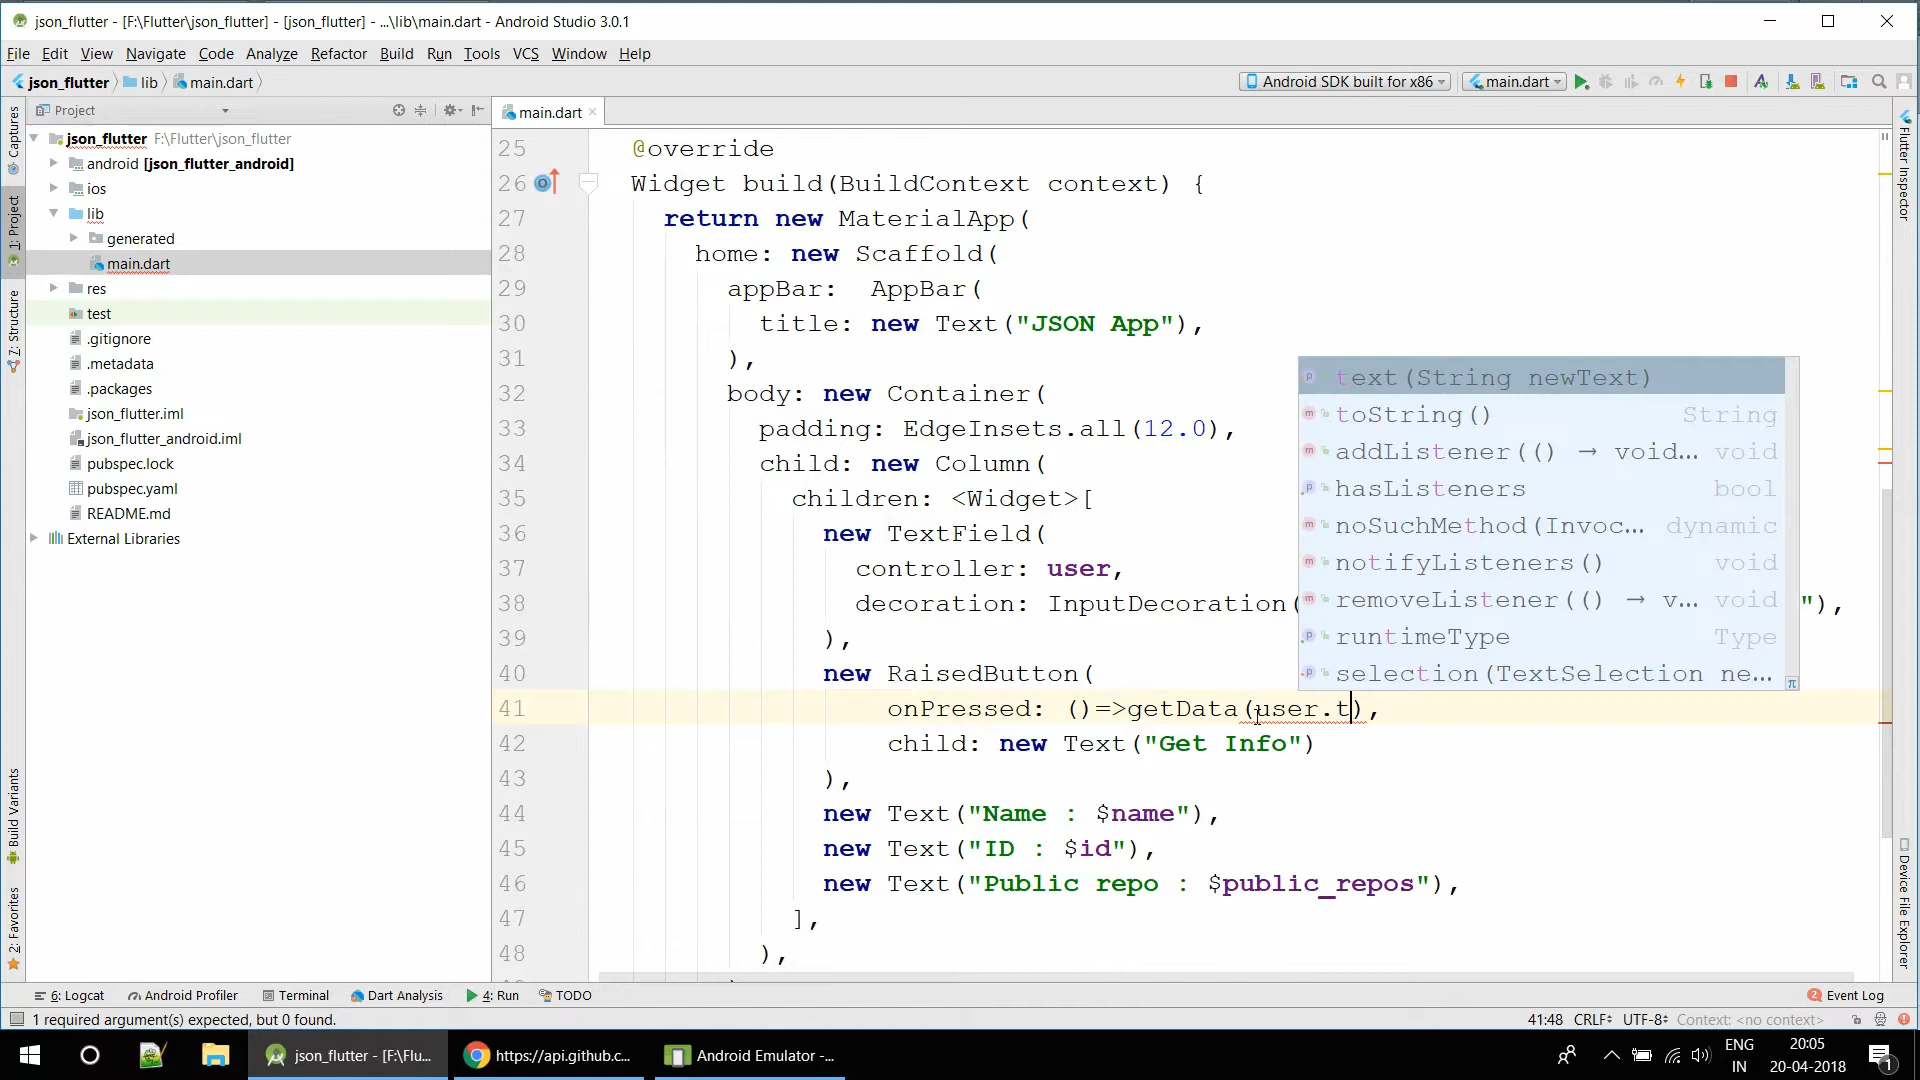 json_flutter - [F:\Flutter\json_flutter] - [json_flutter] - ...\lib\main.dart - Android Studio 3.0.1
File Edit View Navigate Code Analyze Refactor Build Run Tools VCS Window Help
json_flutter lib main.dart
Android SDK built for x86 main.dart
Project
main.dart
json_flutter F:\Flutter\json_flutter
android [json_flutter_android]
ios
lib
generated
main.dart
res
test
.gitignore
.metadata
.packages
json_flutter.iml
json_flutter_android.iml
pubspec.lock
pubspec.yaml
README.md
External Libraries
Captures
1: Project
7: Structure
Build Variants
2: Favorites
25 @override
26 Widget build(BuildContext context) {
27 return new MaterialApp(
28 home: new Scaffold(
29 appBar:  AppBar(
30 title: new Text("JSON App"),
31 ),
32 body: new Container(
33 padding: EdgeInsets.all(12.0),
34 child: new Column(
35 children: <Widget>[
36 new TextField(
37 controller: user,
38 decoration: InputDecoration( "),
39 ),
40 new RaisedButton(
41 onPressed: ()=>getData(user.t),
42 child: new Text("Get Info")
43 ),
44 new Text("Name : $name"),
45 new Text("ID : $id"),
46 new Text("Public repo : $public_repos"),
47 ],
48 ),
text(String newText)
toString() String
addListener(() → void... void
hasListeners bool
noSuchMethod(Invoc... dynamic
notifyListeners() void
removeListener(() → v... void
runtimeType Type
selection(TextSelection ne...
Flutter Inspector
Device File Explorer
6: Logcat Android Profiler Terminal Dart Analysis 4: Run TODO
2 Event Log
1 required argument(s) expected, but 0 found.
41:48 CRLF UTF-8 Context: <no context>
json_flutter - [F:\Flu... https://api.github.c... Android Emulator -...
ENG
IN
20:05
20-04-2018
1